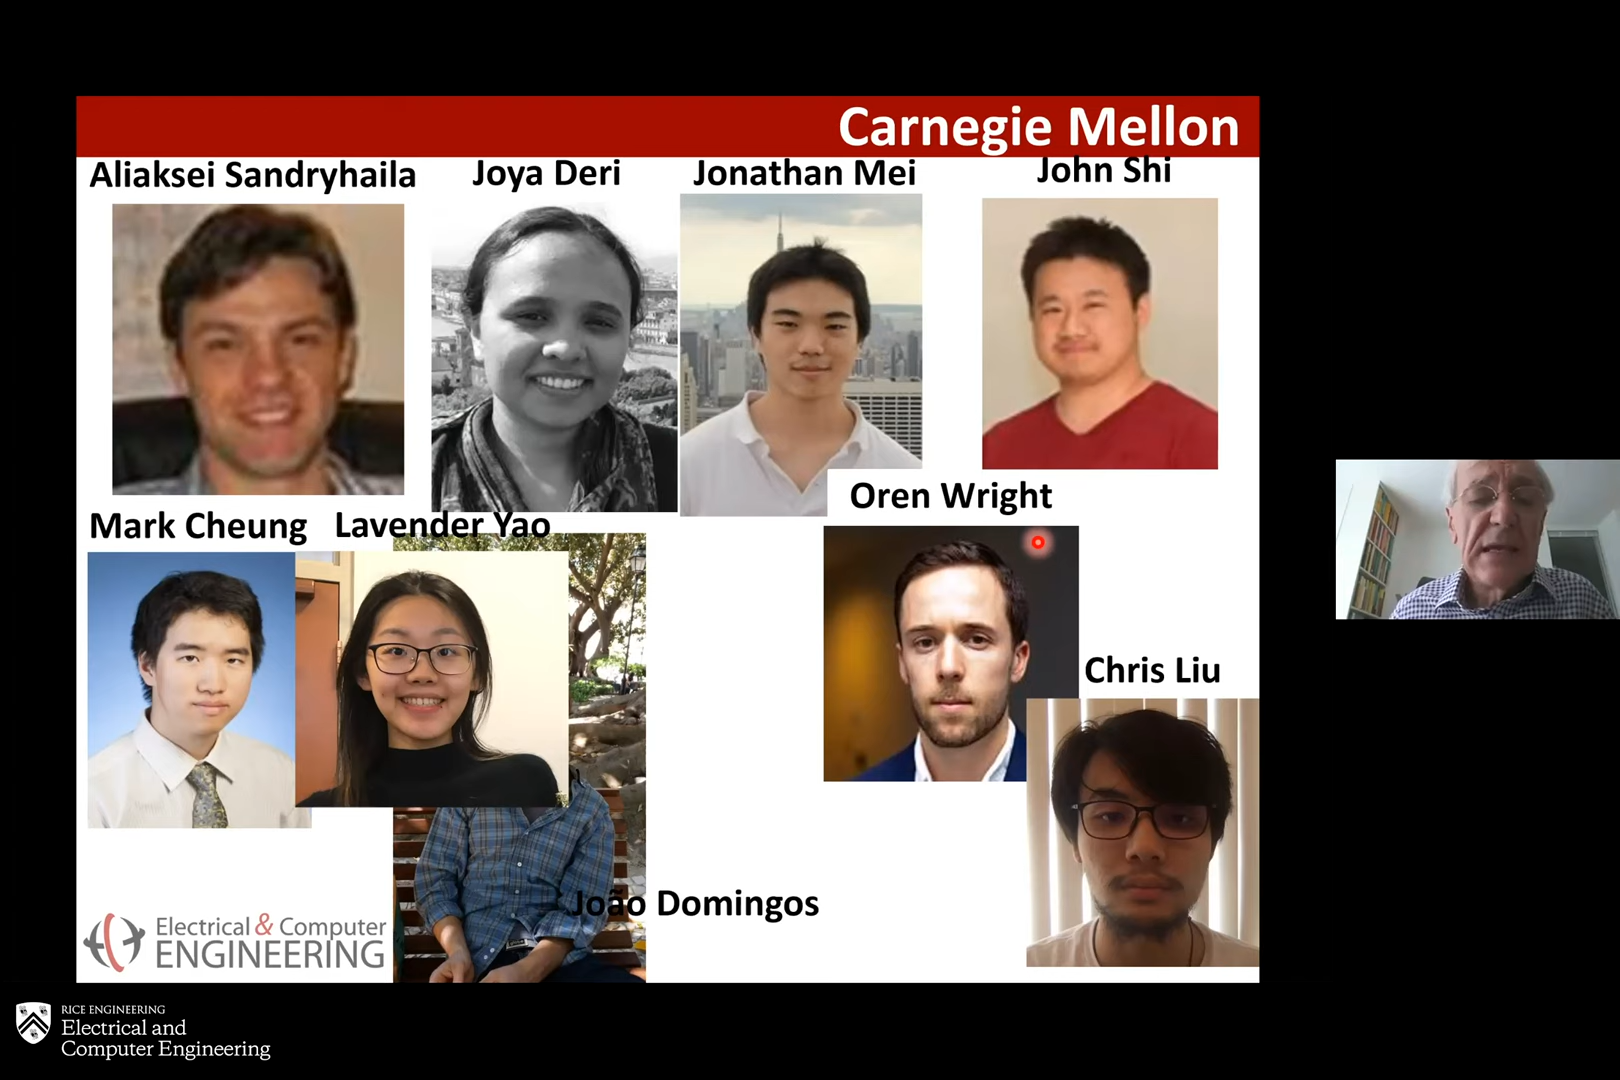 Carnegie Mellon
Aliaksei Sandryhaila
Joya Deri
Jonathan Mei
John Shi
Mark Cheung
Lavender Yao
Oren Wright
Chris Liu
João Domingos
Electrical & Computer
ENGINEERING
RICE ENGINEERING
Electrical and
Computer Engineering